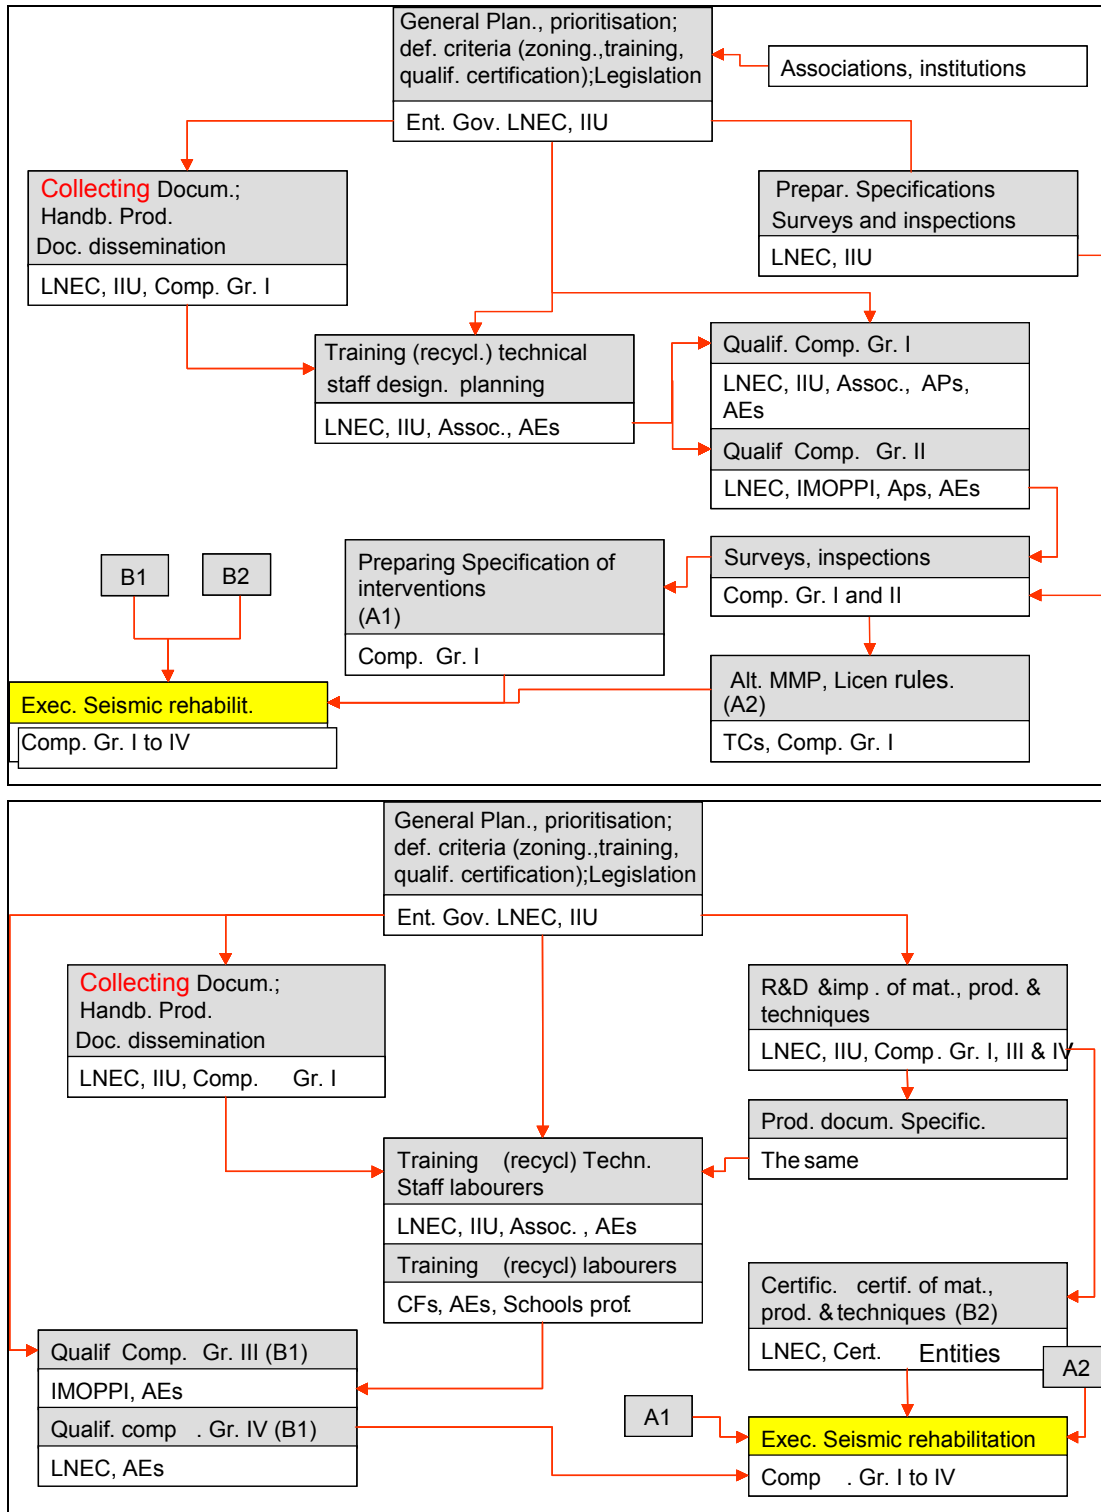 General Plan., prioritisation;
def. criteria (zoning.,training,
qualif. certification);Legislation
Ent. Gov. LNEC, IIU
Associations, institutions
Collecting Docum.;
Handb. Prod.
Doc. dissemination
LNEC, IIU, Comp. Gr. I
Prepar. Specifications
Surveys and inspections
LNEC, IIU
Training (recycl.) technical
staff design. planning
LNEC, IIU, Assoc., AEs
Qualif. Comp. Gr. I
LNEC, IIU, Assoc., APs,
AEs
Qualif Comp. Gr. II
LNEC, IMOPPI, Aps, AEs
B1
B2
Preparing Specification of
interventions
(A1)
Comp. Gr. I
Surveys, inspections
Comp. Gr. I and II
Exec. Seismic rehabilit.
Comp. Gr. I to IV
Alt. MMP, Licen rules.
(A2)
TCs, Comp. Gr. I
General Plan., prioritisation;
def. criteria (zoning.,training,
qualif. certification);Legislation
Ent. Gov. LNEC, IIU
Collecting Docum.;
Handb. Prod.
Doc. dissemination
LNEC, IIU, Comp. Gr. I
R&D &imp . of mat., prod. &
techniques
LNEC, IIU, Comp. Gr. I, III & IV
Prod. docum. Specific.
The same
Training (recycl) Techn.
Staff labourers
LNEC, IIU, Assoc. , AEs
Training (recycl) labourers
CFs, AEs, Schools prof.
Certific. certif. of mat.,
prod. & techniques (B2)
LNEC, Cert. Entities
Qualif Comp. Gr. III (B1)
IMOPPI, AEs
Qualif. comp . Gr. IV (B1)
LNEC, AEs
A1
A2
Exec. Seismic rehabilitation
Comp . Gr. I to IV